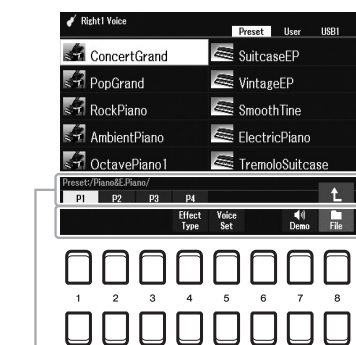 Right1 Voice
Preset User USB1
ConcertGrand SuitcaseEP
PopGrand VintageEP
RockPiano SmoothTine
AmbientPiano ElectricPiano
OctavePiano1 TremoloSuitcase
Preset:/Piano&E.Piano/
P1 P2 P3 P4
Effect Type Voice Set Demo File
1 2 3 4 5 6 7 8